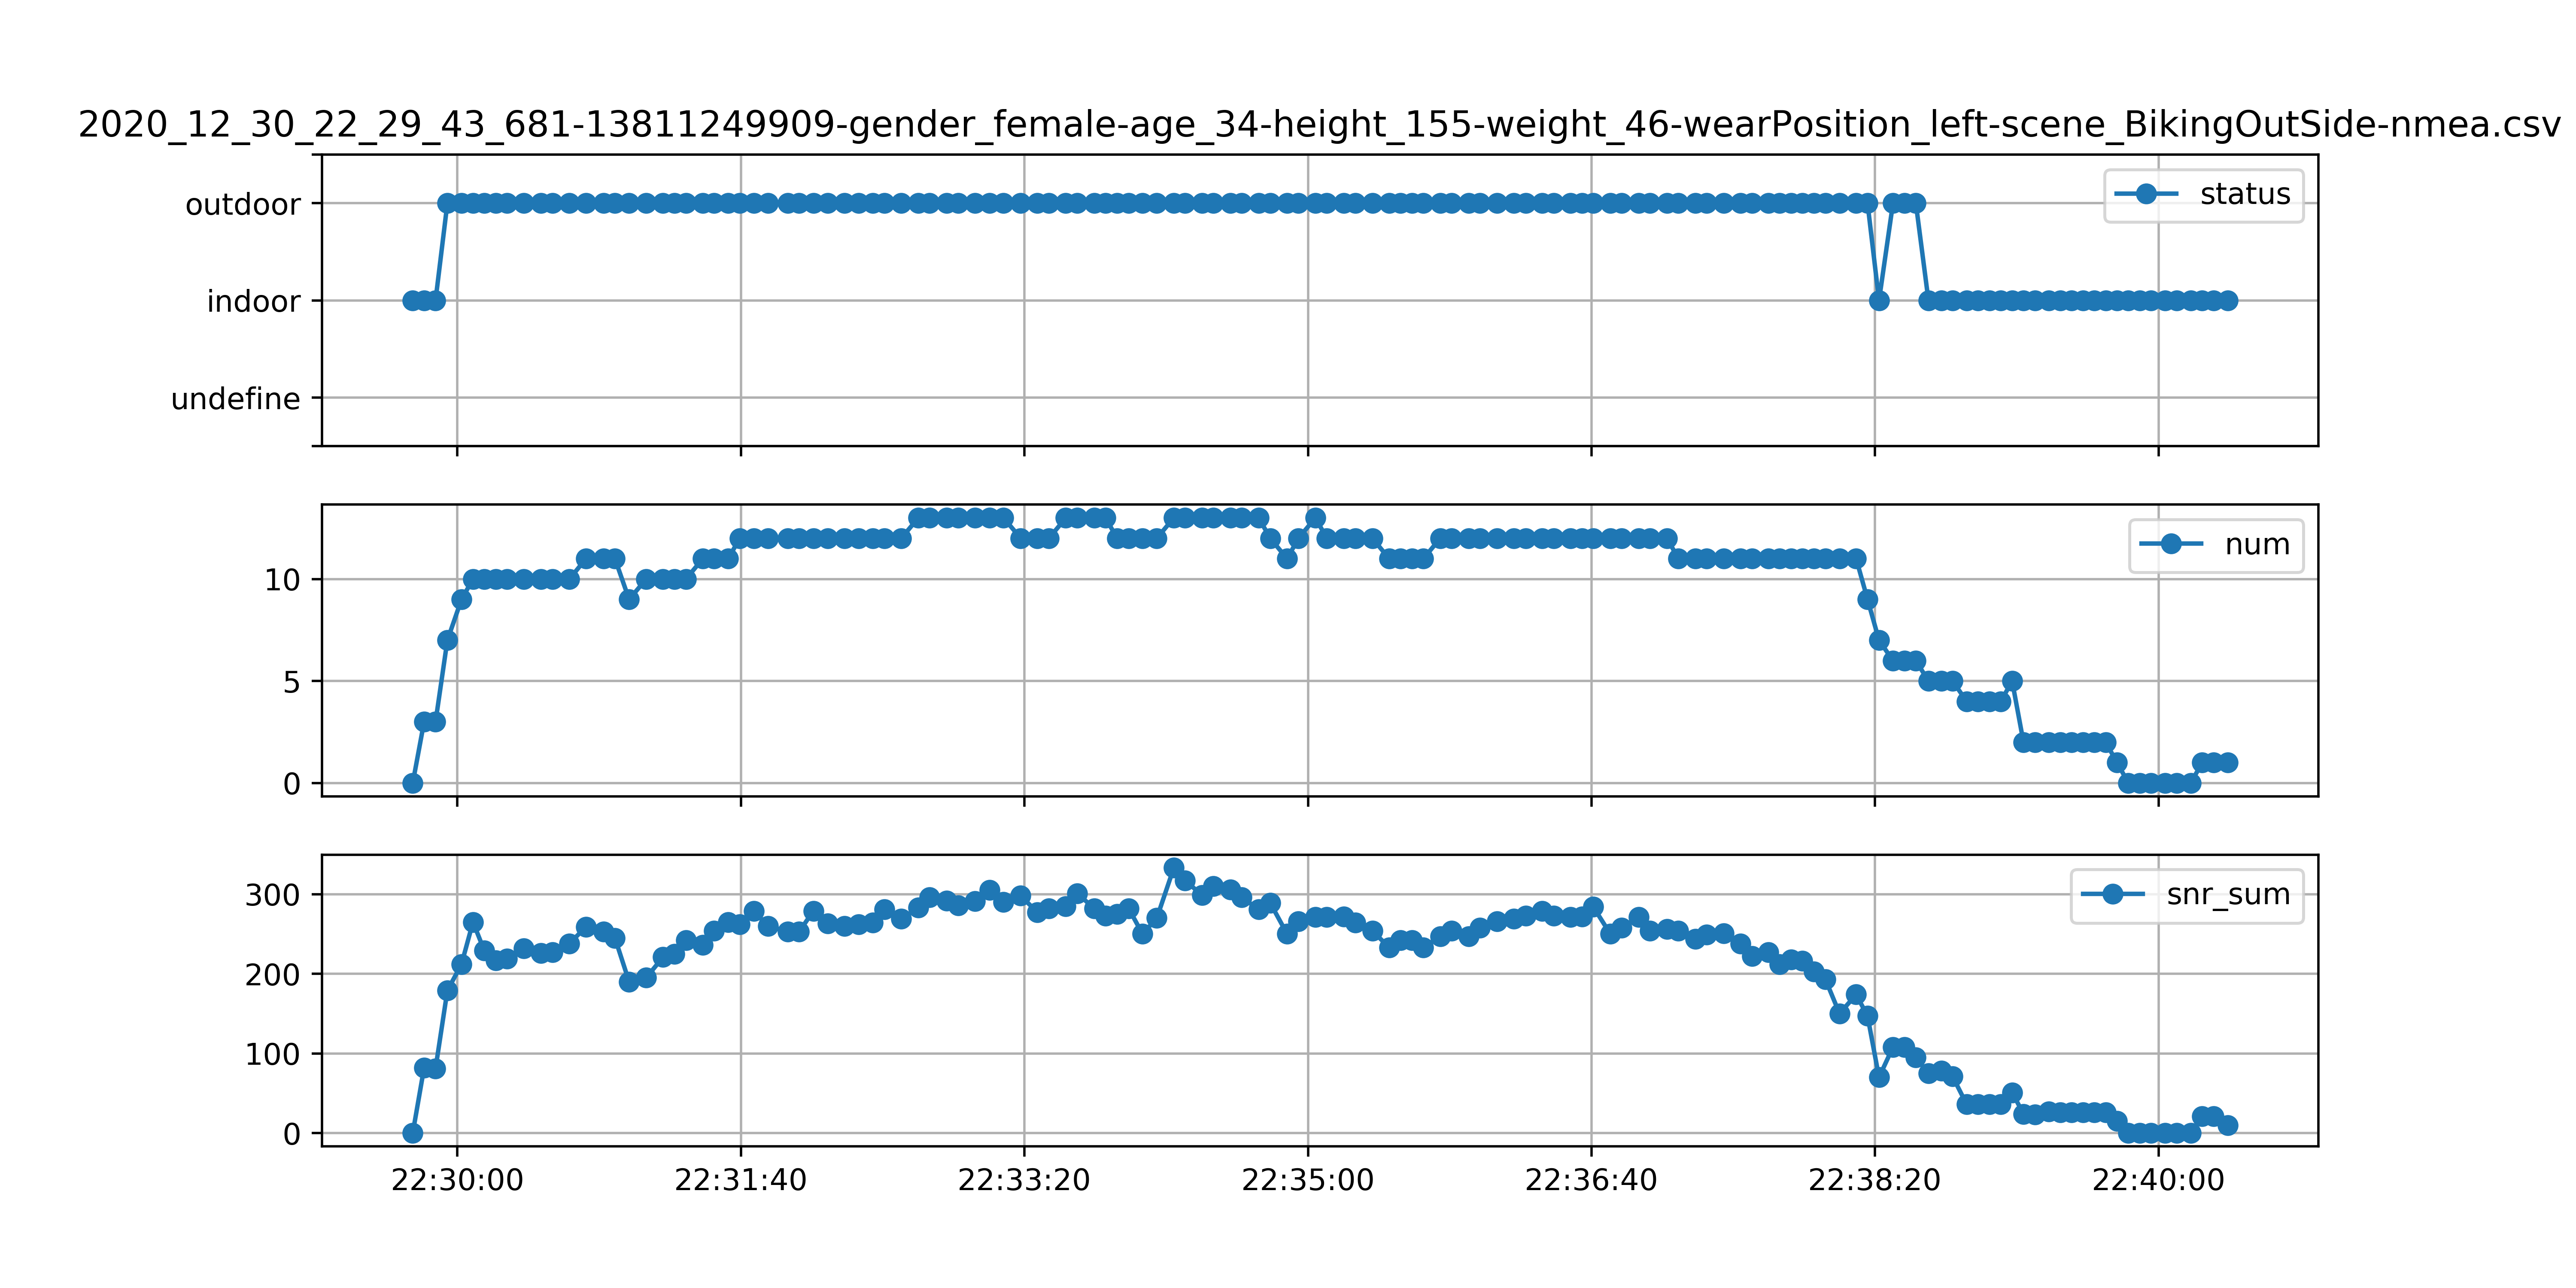 2020_12_30_22_29_43_681-13811249909-gender_female-age_34-height_155-weight_46-wearPosition_left-scene_BikingOutSide-nmea.csv
outdoor
indoor
undefine
status
10
5
0
num
300
200
100
0
snr_sum
22:30:00 22:31:40 22:33:20 22:35:00 22:36:40 22:38:20 22:40:00